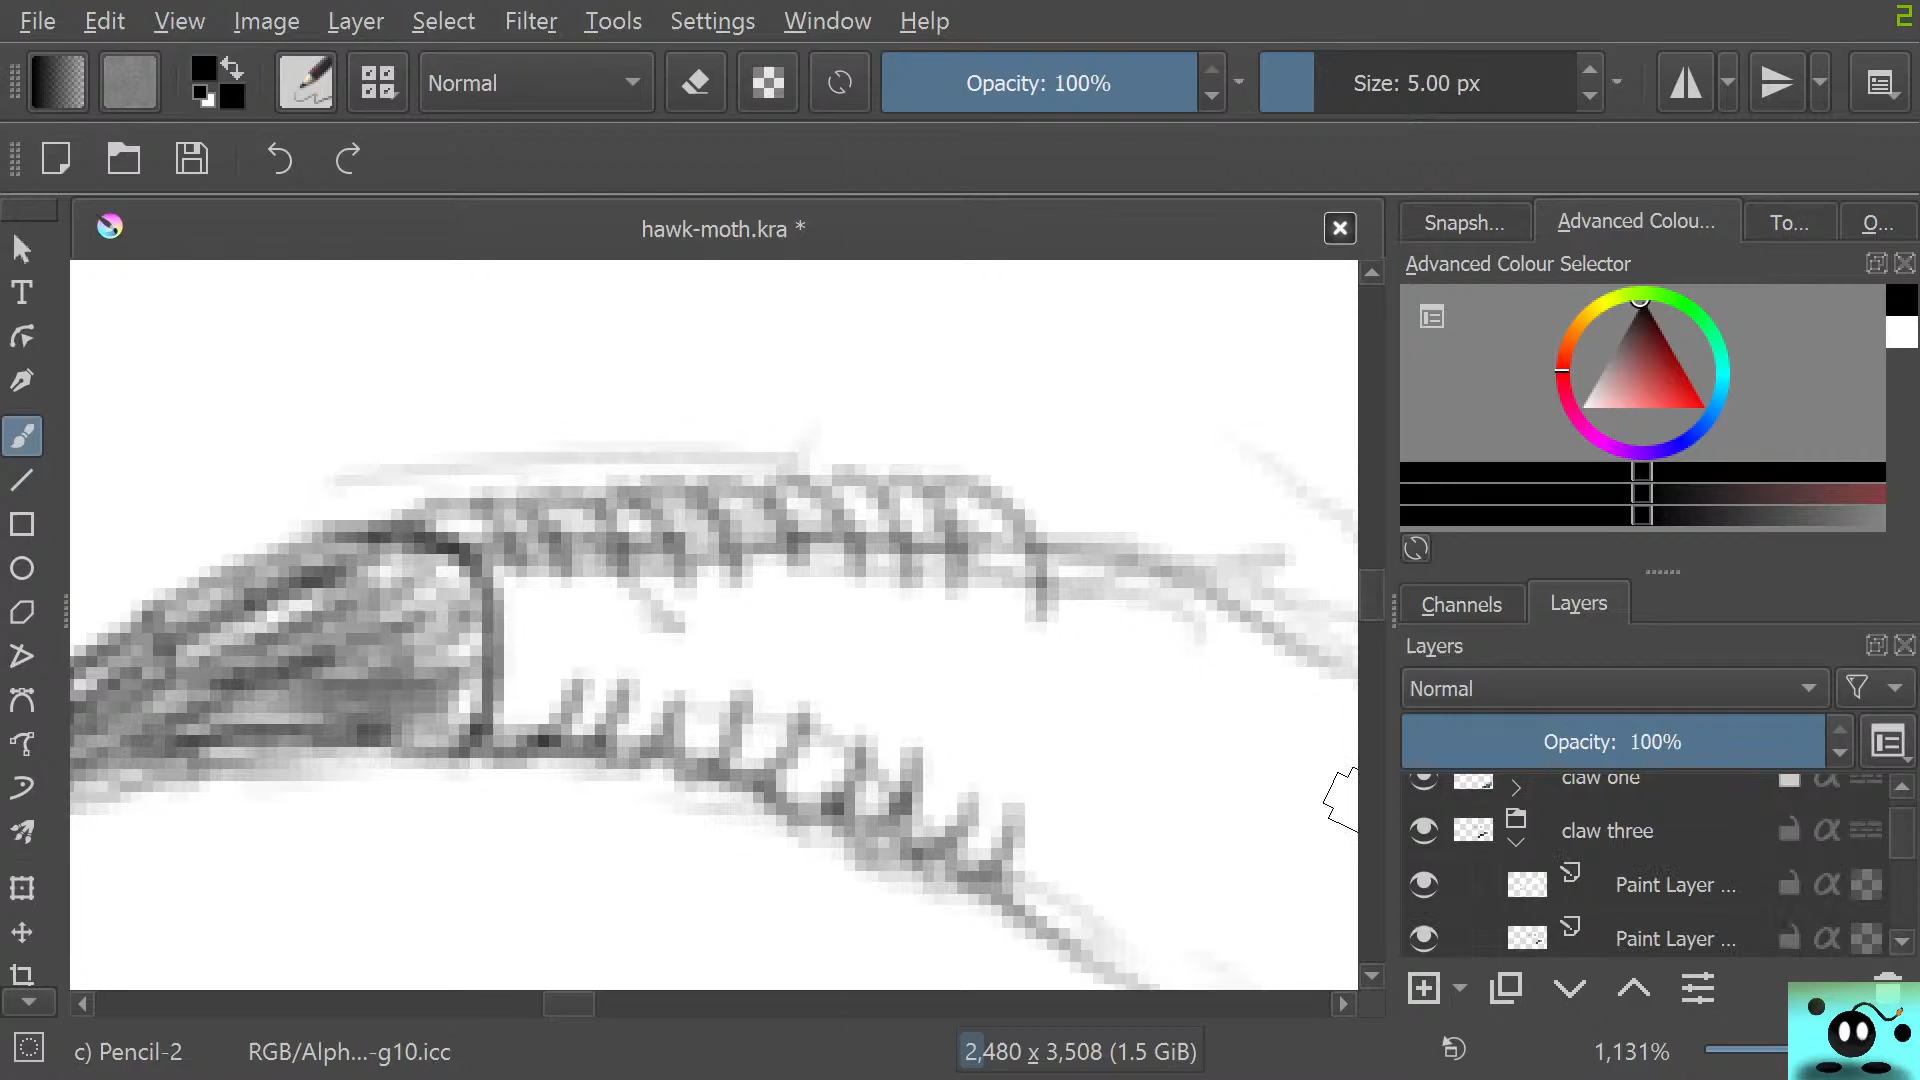 File Edit View Image Layer Select Filter Tools Settings Window Help
2
Normal Opacity: 100% Size: 5.00 px
hawk-moth.kra *
Snapsh... Advanced Colou... To... O...
Advanced Colour Selector
Channels Layers
Layers
Normal
Opacity: 100%
claw one
claw three
Paint Layer ...
Paint Layer ...
c) Pencil-2 RGB/Alph...-g10.icc 2,480 x 3,508 (1.5 GiB) 1,131%